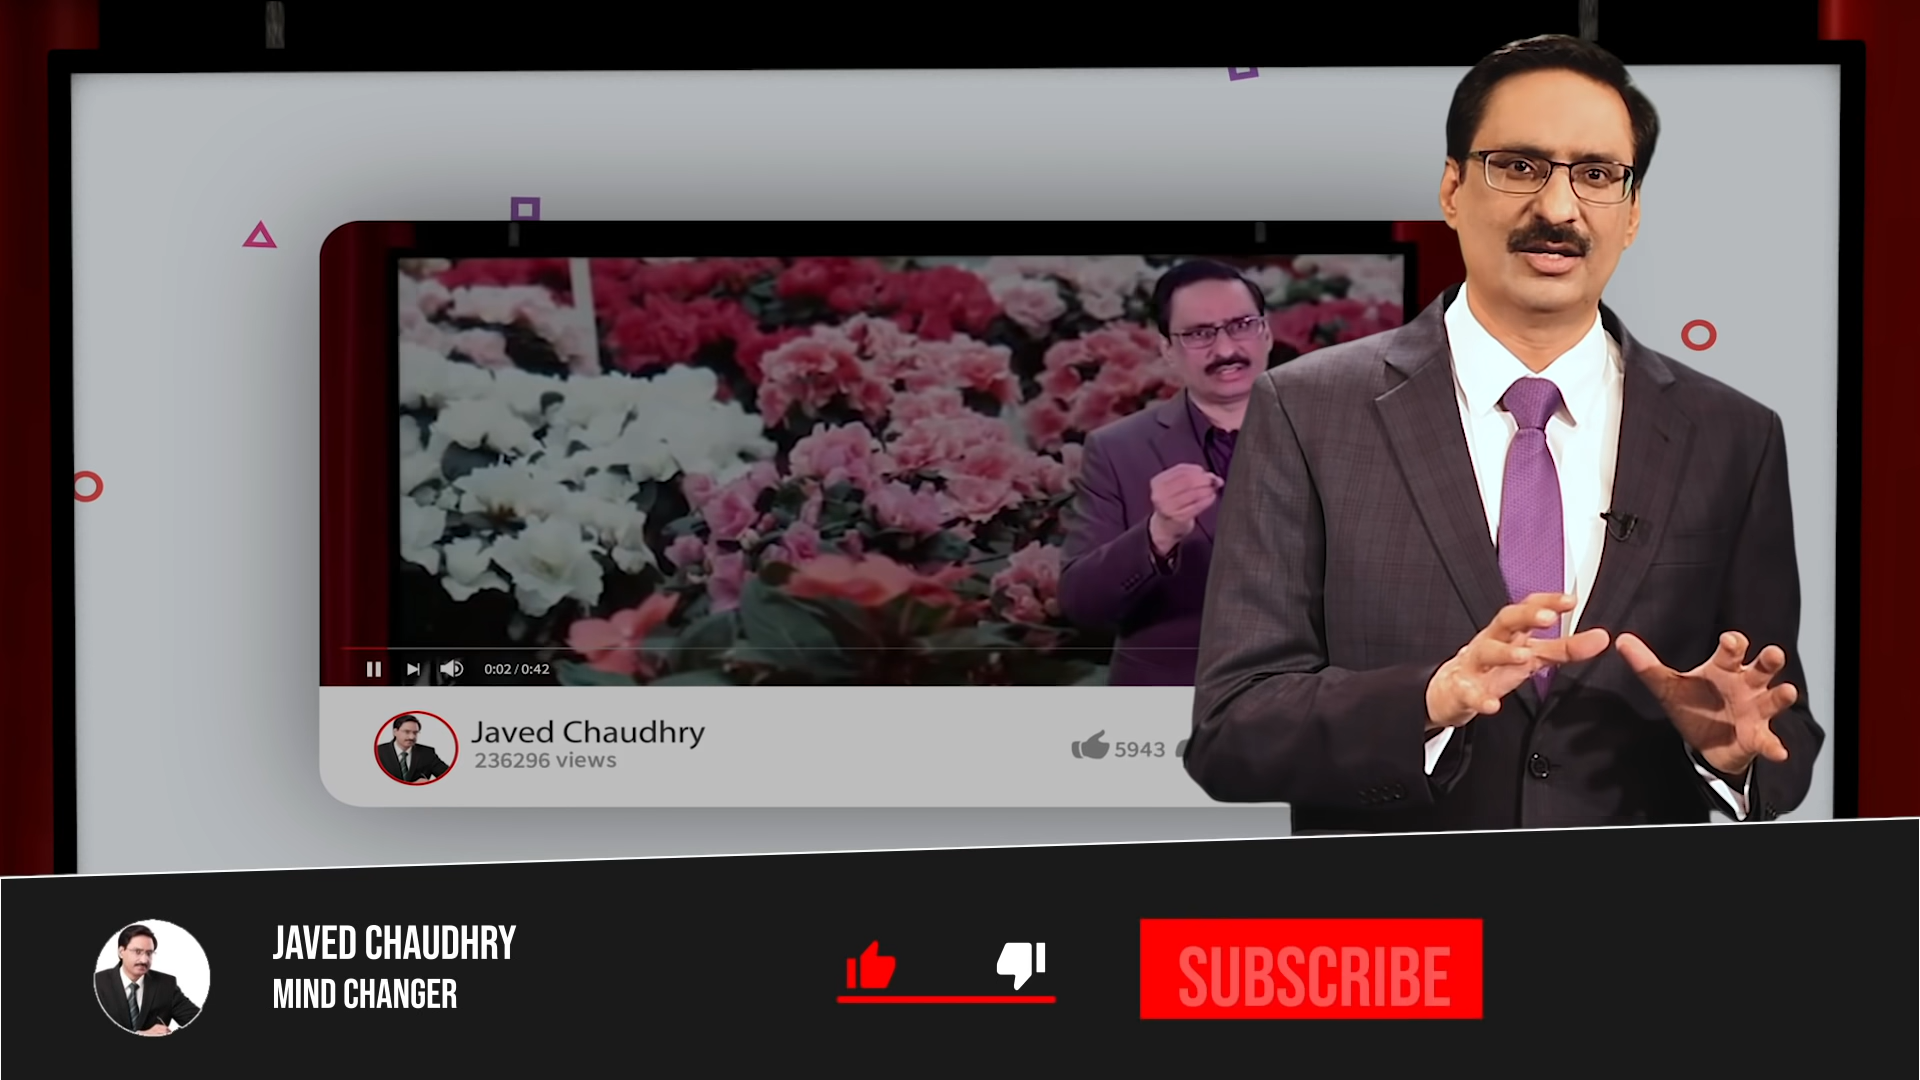 0:02 / 0:42
Javed Chaudhry
236296 views
5943
JAVED CHAUDHRY
MIND CHANGER
SUBSCRIBE